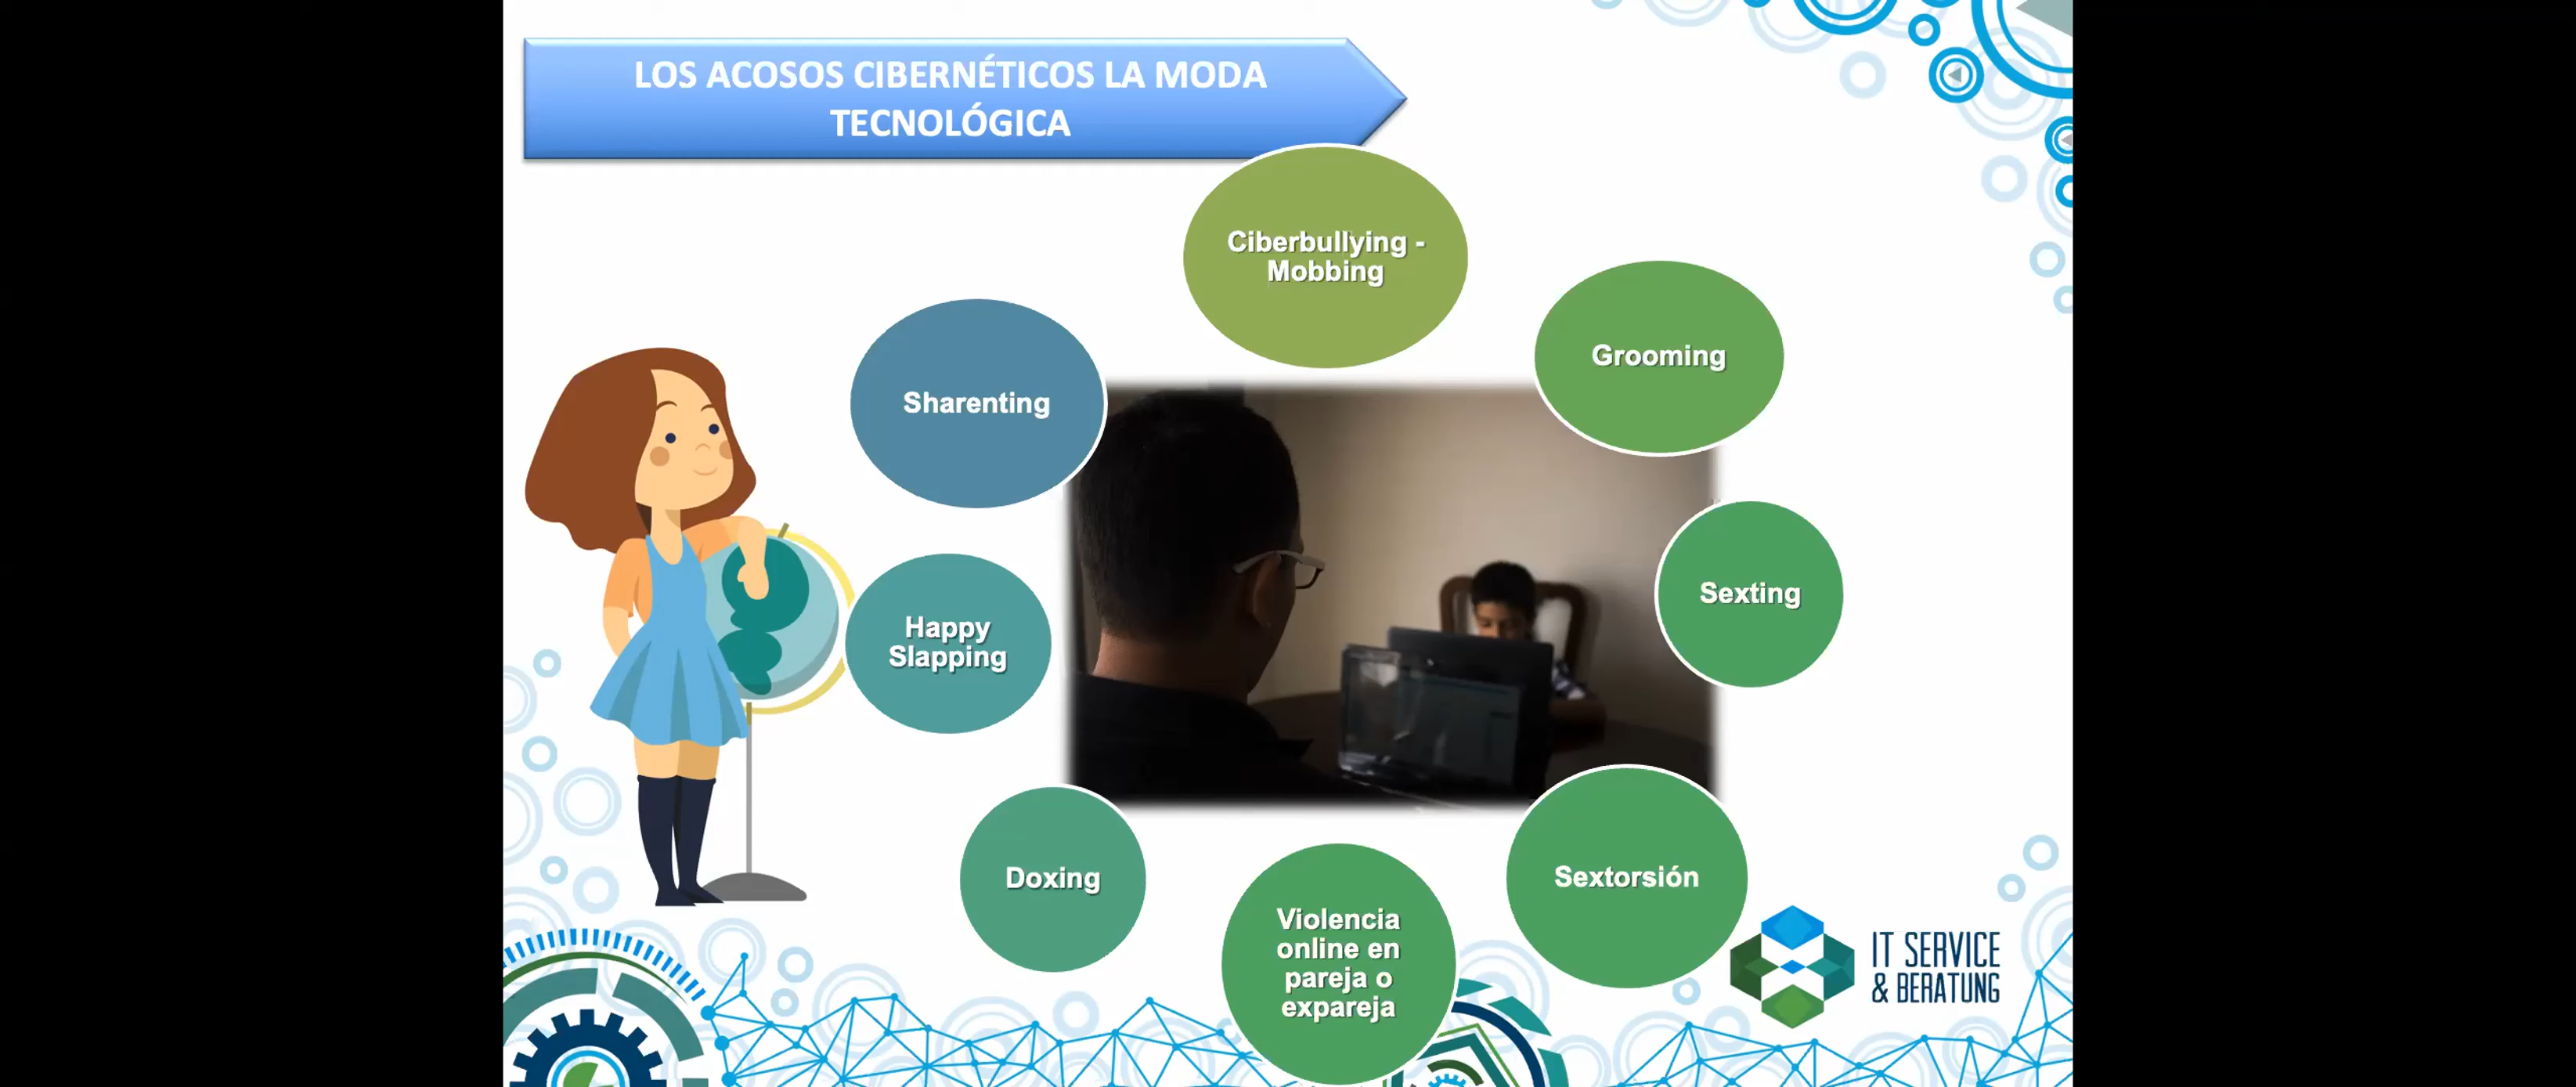 LOS ACOSOS CIBERNÉTICOS LA MODA
TECNOLÓGICA
Ciberbullying -
Mobbing
Grooming
Sharenting
Sexting
Happy
Slapping
Sextorsión
Doxing
Violencia
online en
pareja o
expareja
IT SERVICE
& BERATUNG